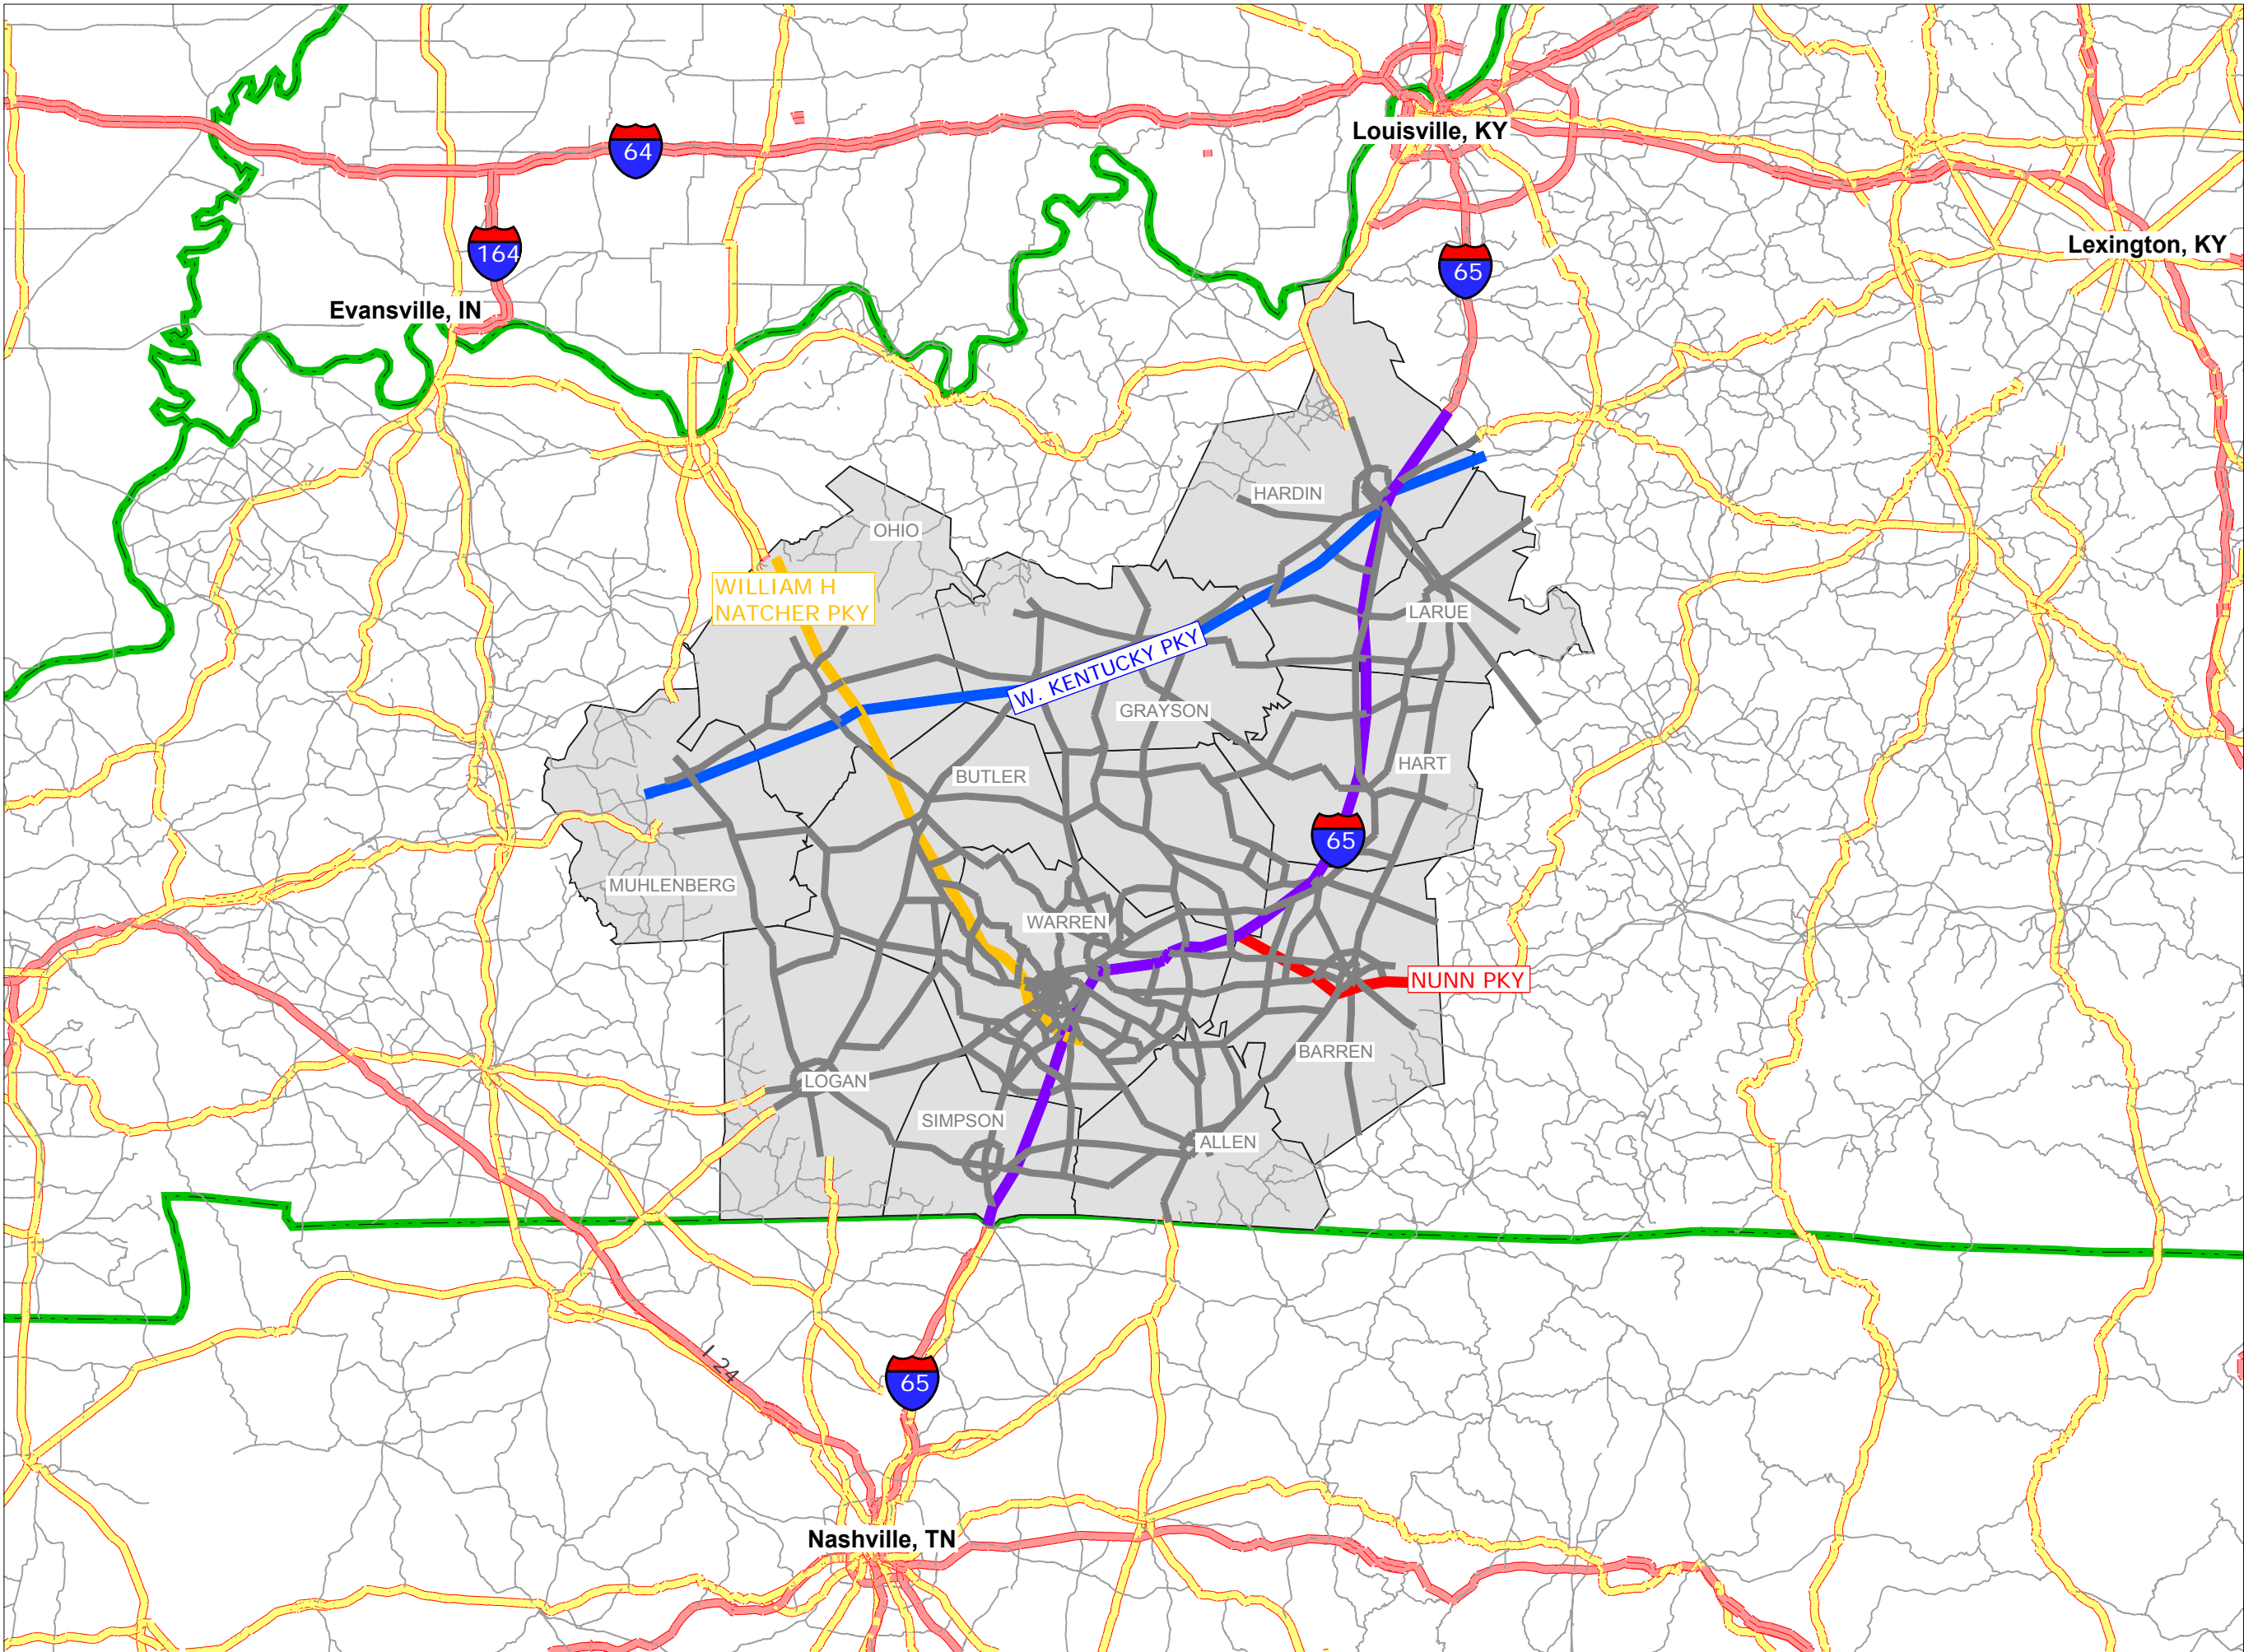 Louisville, KY
64
Lexington, KY
164
65
Evansville, IN
HARDIN
OHIO
WILLIAM H
NATCHER PKY
LARUE
W. KENTUCKY PKY
GRAYSON
HART
BUTLER
65
MUHLENBERG
WARREN
NUNN PKY
BARREN
LOGAN
SIMPSON
ALLEN
I 24
65
Nashville, TN